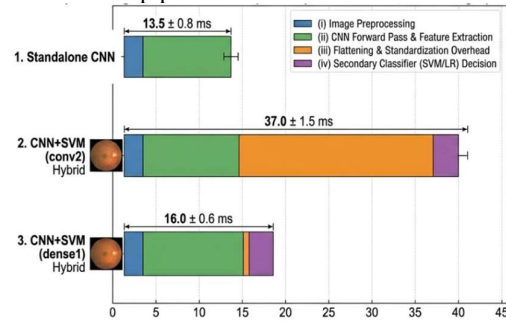 13.5 ± 0.8 ms
(i) Image Preprocessing
(ii) CNN Forward Pass & Feature Extraction
(iii) Flattening & Standardization Overhead
(iv) Secondary Classifier (SVM/LR) Decision
1. Standalone CNN
37.0 ± 1.5 ms
2. CNN+SVM
(conv2)
Hybrid
16.0 ± 0.6 ms
3. CNN+SVM
(dense1)
Hybrid
0 5 10 15 20 25 30 35 40 45